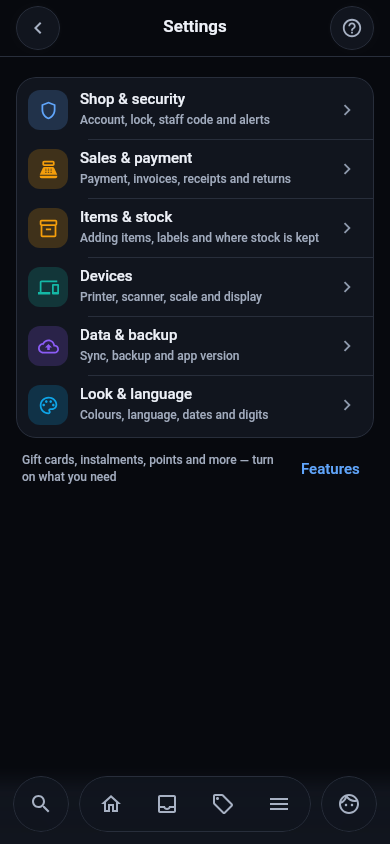 Settings
Shop & security
Account, lock, staff code and alerts
Sales & payment
Payment, invoices, receipts and returns
Items & stock
Adding items, labels and where stock is kept
Devices
Printer, scanner, scale and display
Data & backup
Sync, backup and app version
Look & language
Colours, language, dates and digits
Gift cards, instalments, points and more — turn
on what you need
Features